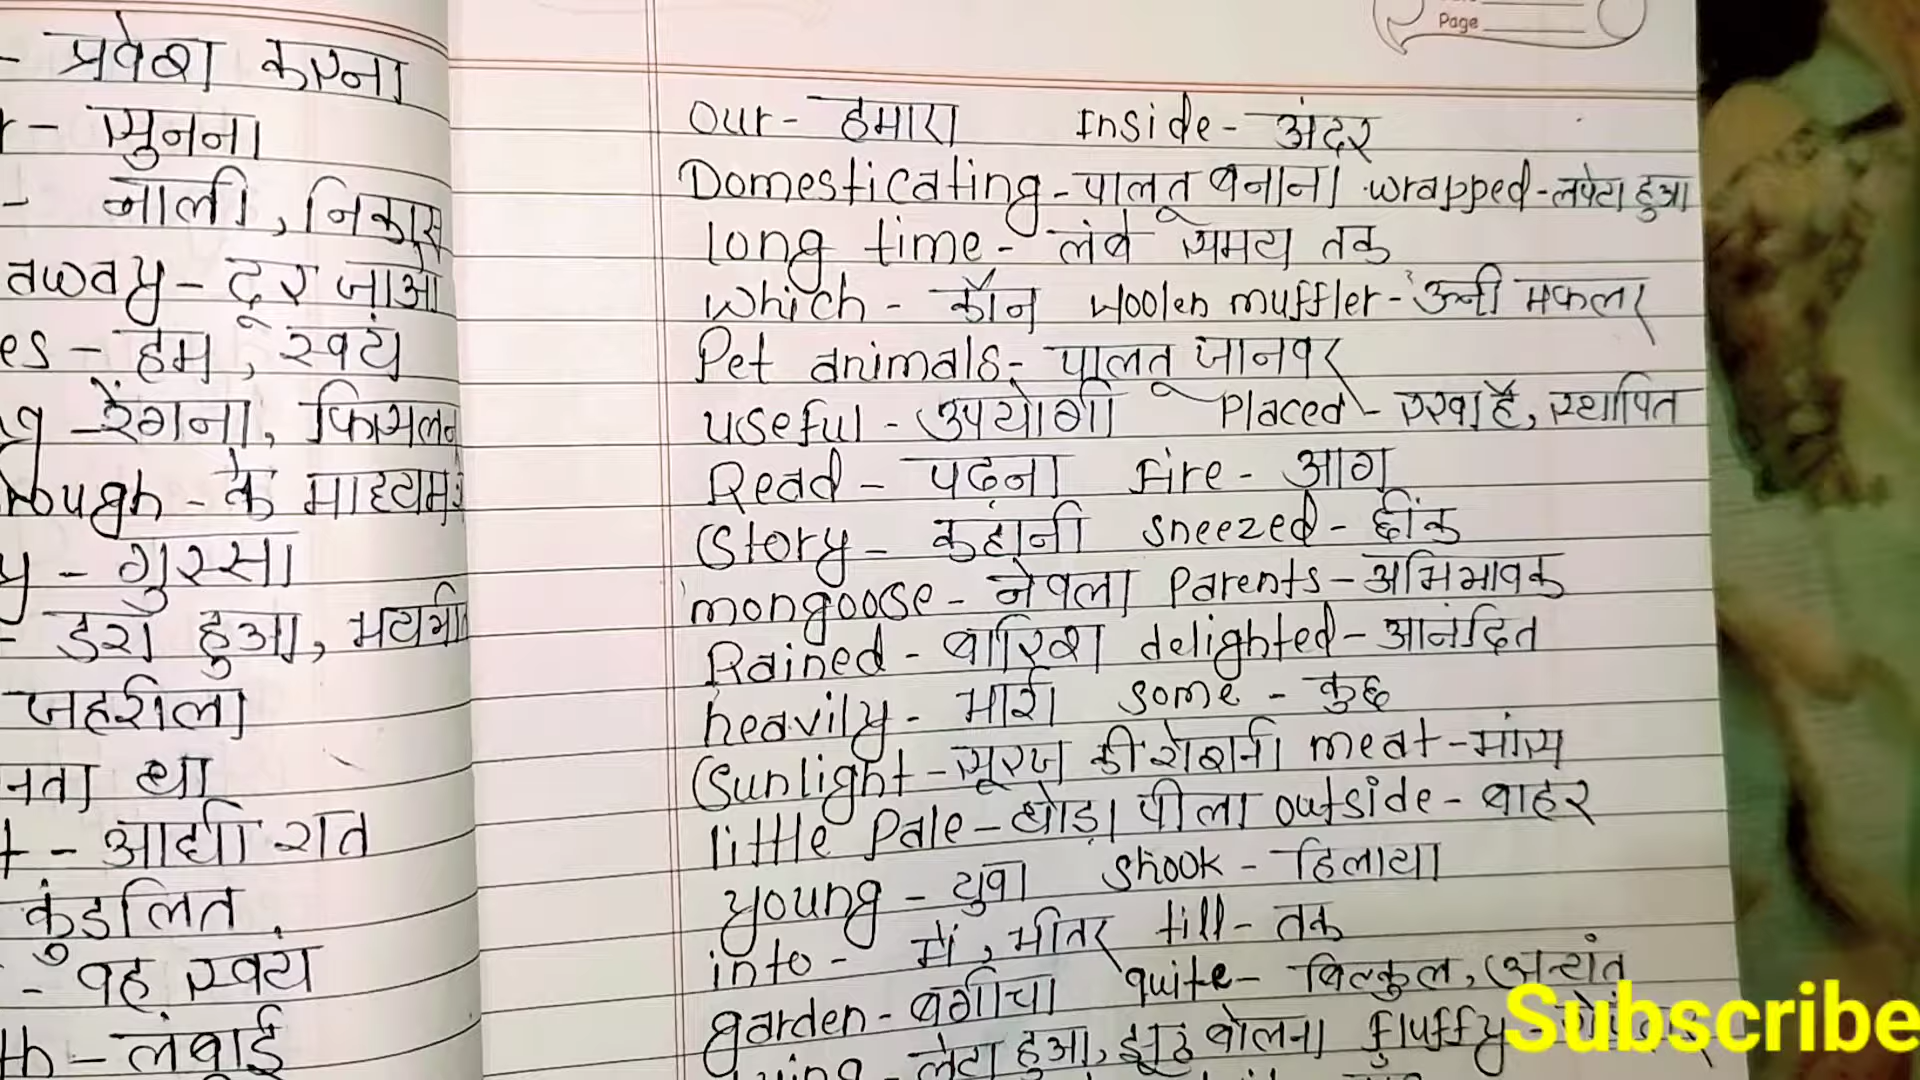 - प्रवेश करना
- सुनना
- नाली, निकास
away - दूर जाओ
es - हम, स्वयं
- रेंगना, फिसलन
rough - के माध्यम
y - गुस्सा
- डरा हुआ, भयभीत
जहरीला
नता था
t - आधी रात
कुंडलित
- वह स्वयं
th - लंबाई
Page
our - हमारा Inside - अंदर
Domesticating - पालतू बनाना wrapped - लपेटा हुआ
long time - लंबे समय तक
which - कौन woolen muffler - ऊनी मफलर
Pet animals - पालतू जानवर
useful - उपयोगी Placed - रखा है, स्थापित
Read - पढ़ना Fire - आग
Story - कहानी sneezed - छींक
mongoose - नेवला Parents - अभिभावक
Rained - बारिश delighted - आनंदित
heavily - भारी some - कुछ
Sunlight - सूरज की रोशनी meat - मांस
little Pale - थोड़ा पीला outside - बाहर
young - युवा shook - हिलाया
into - में, भीतर till - तक
garden - बगीचा quite - बिल्कुल, अत्यंत
लेटा हुआ, झूठ बोलना fluffy -
Subscribe